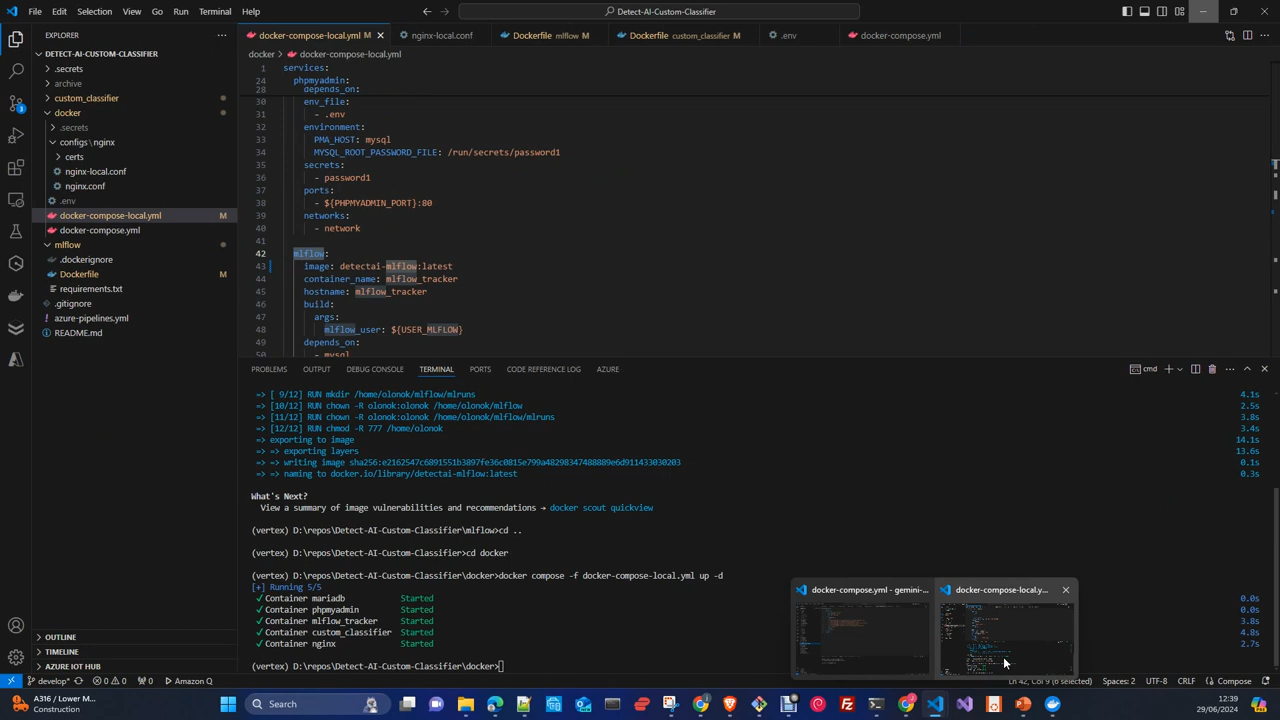 File Edit Selection View Go Run Terminal Help
Detect-AI-Custom-Classifier
EXPLORER
docker-compose-local.yml M
nginx-local.conf
Dockerfile mlflow M
Dockerfile custom_classifier M
.env
docker-compose.yml
DETECT-AI-CUSTOM-CLASSIFIER
.secrets
archive
custom_classifier
docker
.secrets
configs\nginx
certs
nginx-local.conf
nginx.conf
.env
docker-compose-local.yml M
docker-compose.yml
mlflow
.dockerignore
Dockerfile
requirements.txt
.gitignore
azure-pipelines.yml
README.md
OUTLINE
TIMELINE
AZURE IOT HUB
docker > docker-compose-local.yml
1 services:
24 phpmyadmin:
28 depends_on:
30 env_file:
31 - .env
32 environment:
33 PMA_HOST: mysql
34 MYSQL_ROOT_PASSWORD_FILE: /run/secrets/password1
35 secrets:
36 - password1
37 ports:
38 - ${PHPMYADMIN_PORT}:80
39 networks:
40 - network
41
42 mlflow:
43 image: detectai-mlflow:latest
44 container_name: mlflow_tracker
45 hostname: mlflow_tracker
46 build:
47 args:
48 mlflow_user: ${USER_MLFLOW}
49 depends_on:
50 - mysql
PROBLEMS OUTPUT DEBUG CONSOLE TERMINAL PORTS CODE REFERENCE LOG AZURE
cmd
=> [ 9/12] RUN mkdir /home/olonok/mlflow/mlruns 4.1s
=> [10/12] RUN chown -R olonok:olonok /home/olonok/mlflow 2.5s
=> [11/12] RUN chown -R olonok:olonok /home/olonok/mlflow/mlruns 3.8s
=> [12/12] RUN chmod -R 777 /home/olonok 3.4s
=> exporting to image 14.1s
=> => exporting layers 13.6s
=> => writing image sha256:e2162547c6891551b3897fe36c0815e799a48298347488889e6d911433030203 0.1s
=> => naming to docker.io/library/detectai-mlflow:latest 0.3s
What's Next?
View a summary of image vulnerabilities and recommendations → docker scout quickview
(vertex) D:\repos\Detect-AI-Custom-Classifier\mlflow>cd ..
(vertex) D:\repos\Detect-AI-Custom-Classifier>cd docker
(vertex) D:\repos\Detect-AI-Custom-Classifier\docker>docker compose -f docker-compose-local.yml up -d
[+] Running 5/5
✓ Container mariadb Started 0.0s
✓ Container phpmyadmin Started 0.0s
✓ Container mlflow_tracker Started 3.8s
✓ Container custom_classifier Started 4.8s
✓ Container nginx Started 2.7s
(vertex) D:\repos\Detect-AI-Custom-Classifier\docker>
docker-compose.yml - gemini-...
docker-compose-local.y...
develop* 0 0 0 Amazon Q
Ln 42, Col 9 (6 selected) Spaces: 2 UTF-8 CRLF Compose
A316 / Lower M...
Construction
Search
12:39
29/06/2024